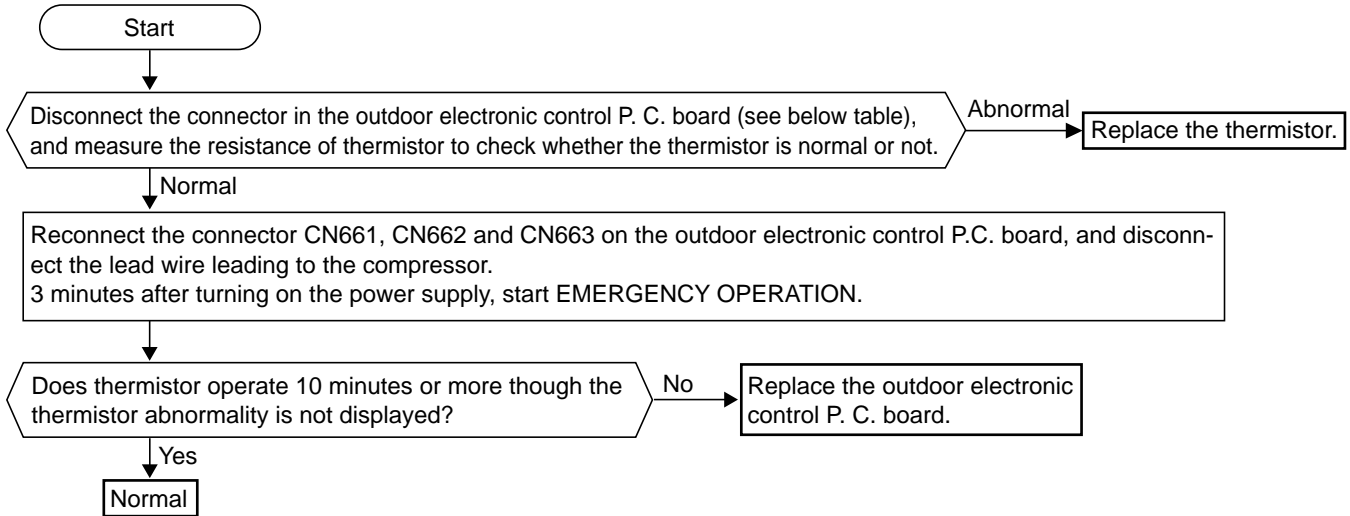 Start
Disconnect the connector in the outdoor electronic control P. C. board (see below table),
and measure the resistance of thermistor to check whether the thermistor is normal or not.
Abnormal
Replace the thermistor.
Normal
Reconnect the connector CN661, CN662 and CN663 on the outdoor electronic control P.C. board, and disconn-
ect the lead wire leading to the compressor.
3 minutes after turning on the power supply, start EMERGENCY OPERATION.
Does thermistor operate 10 minutes or more though the
thermistor abnormality is not displayed?
No
Replace the outdoor electronic
control P. C. board.
Yes
Normal